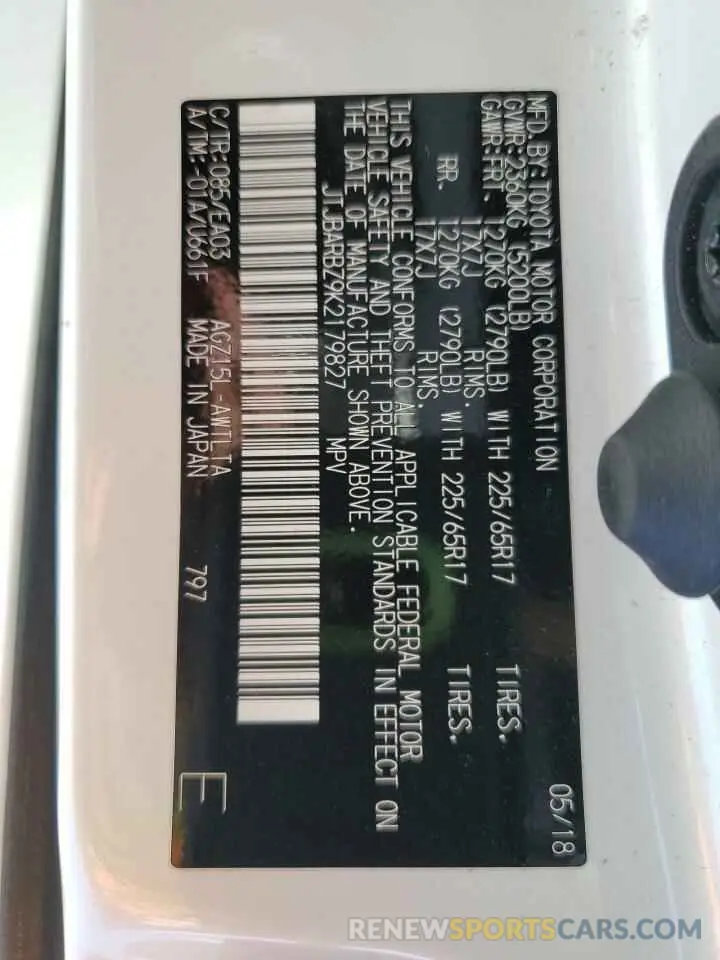 MFD. BY: TOYOTA MOTOR CORPORATION 05/18
GVWR: 2360KG (5200LB)
GAWR: FRT. 1270KG (2790LB) WITH 225/65R17 TIRES.
17X7J RIMS.
RR. 1270KG (2790LB) WITH 225/65R17 TIRES.
17X7J RIMS.
THIS VEHICLE CONFORMS TO ALL APPLICABLE FEDERAL MOTOR
VEHICLE SAFETY AND THEFT PREVENTION STANDARDS IN EFFECT ON
THE DATE OF MANUFACTURE SHOWN ABOVE.
JTJBARBZ9K2179827 MPV
C/TR: 085/EA03 AGZ15L-AWTLTA 797
A/TM: -01A/U661F MADE IN JAPAN
E
RENEWSPORTSCARS.COM